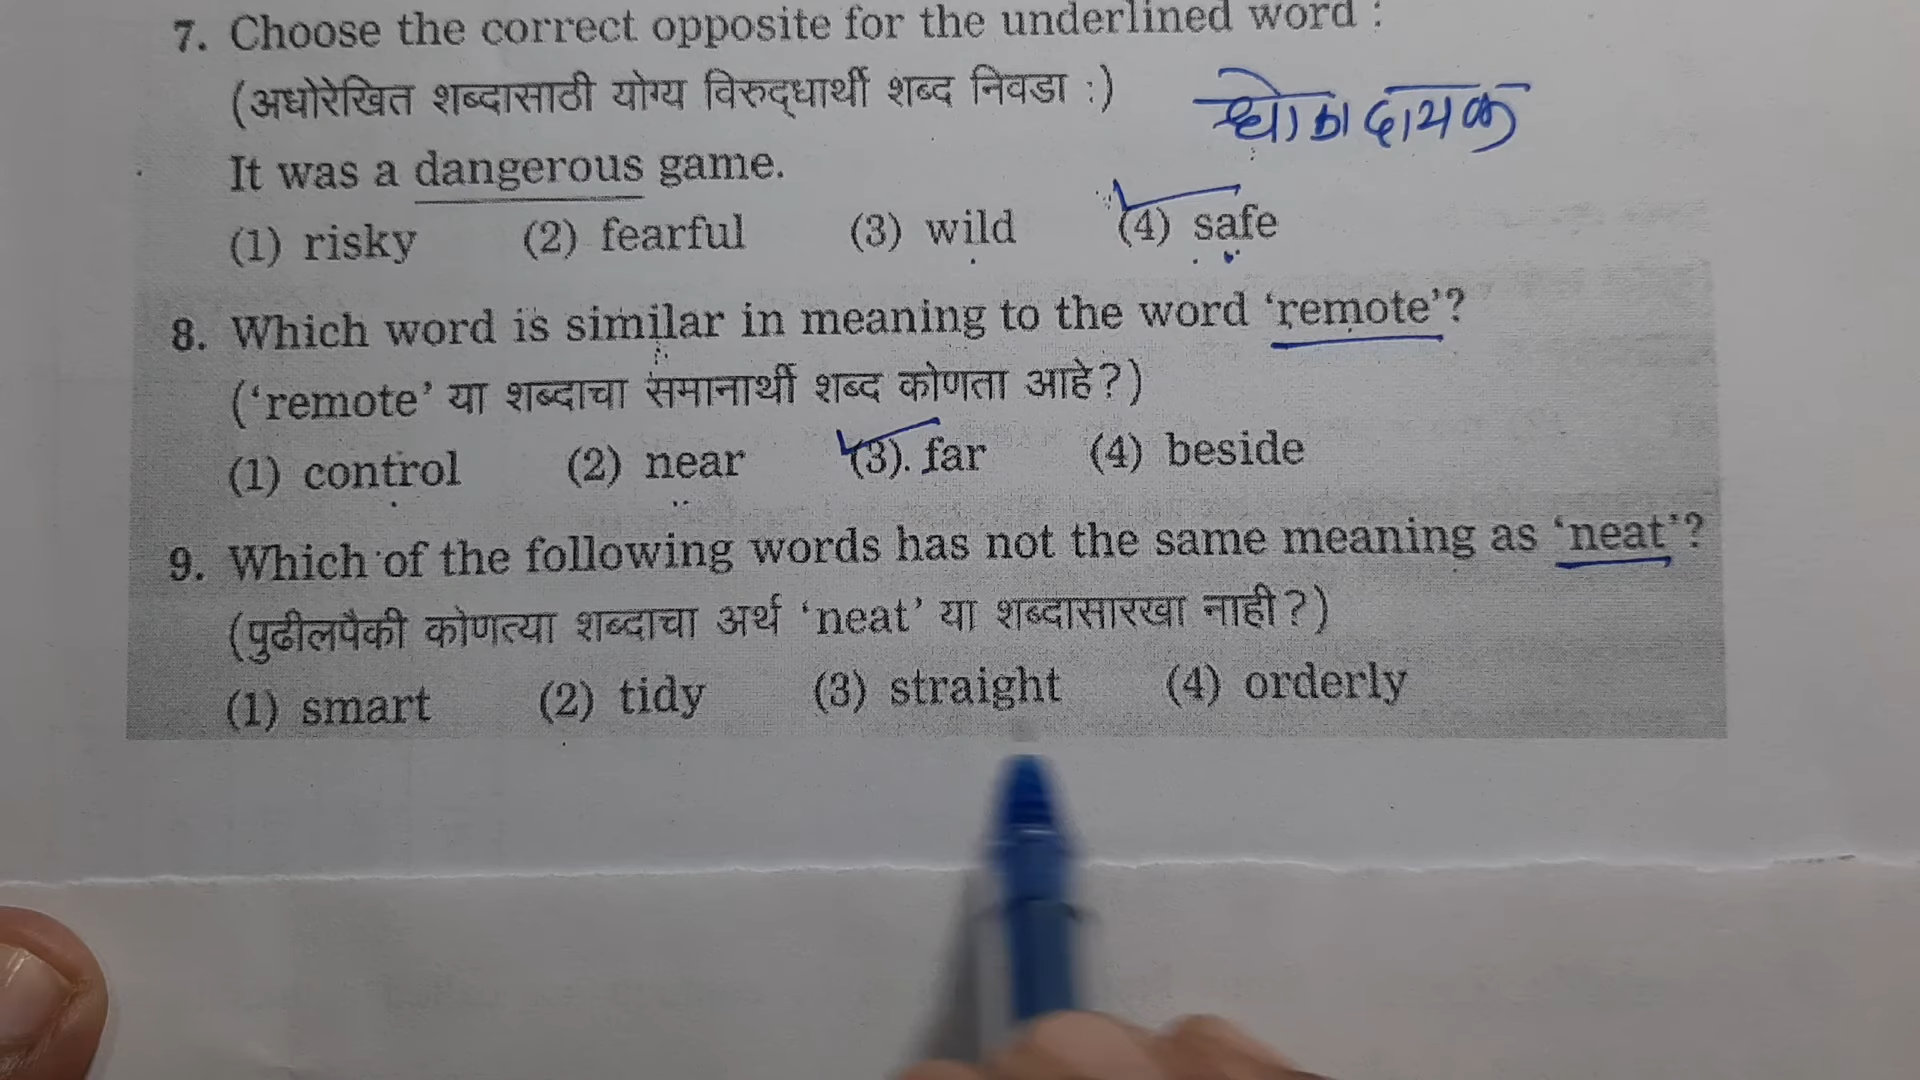 7. Choose the correct opposite for the underlined word :
(अधोरेखित शब्दासाठी योग्य विरुद्धार्थी शब्द निवडा :)
धोकादायक
It was a dangerous game.
(1) risky (2) fearful (3) wild (4) safe
8. Which word is similar in meaning to the word ‘remote’?
(‘remote’ या शब्दाचा समानार्थी शब्द कोणता आहे?)
(1) control (2) near (3). far (4) beside
9. Which of the following words has not the same meaning as ‘neat’?
(पुढीलपैकी कोणत्या शब्दाचा अर्थ ‘neat’ या शब्दासारखा नाही?)
(1) smart (2) tidy (3) straight (4) orderly